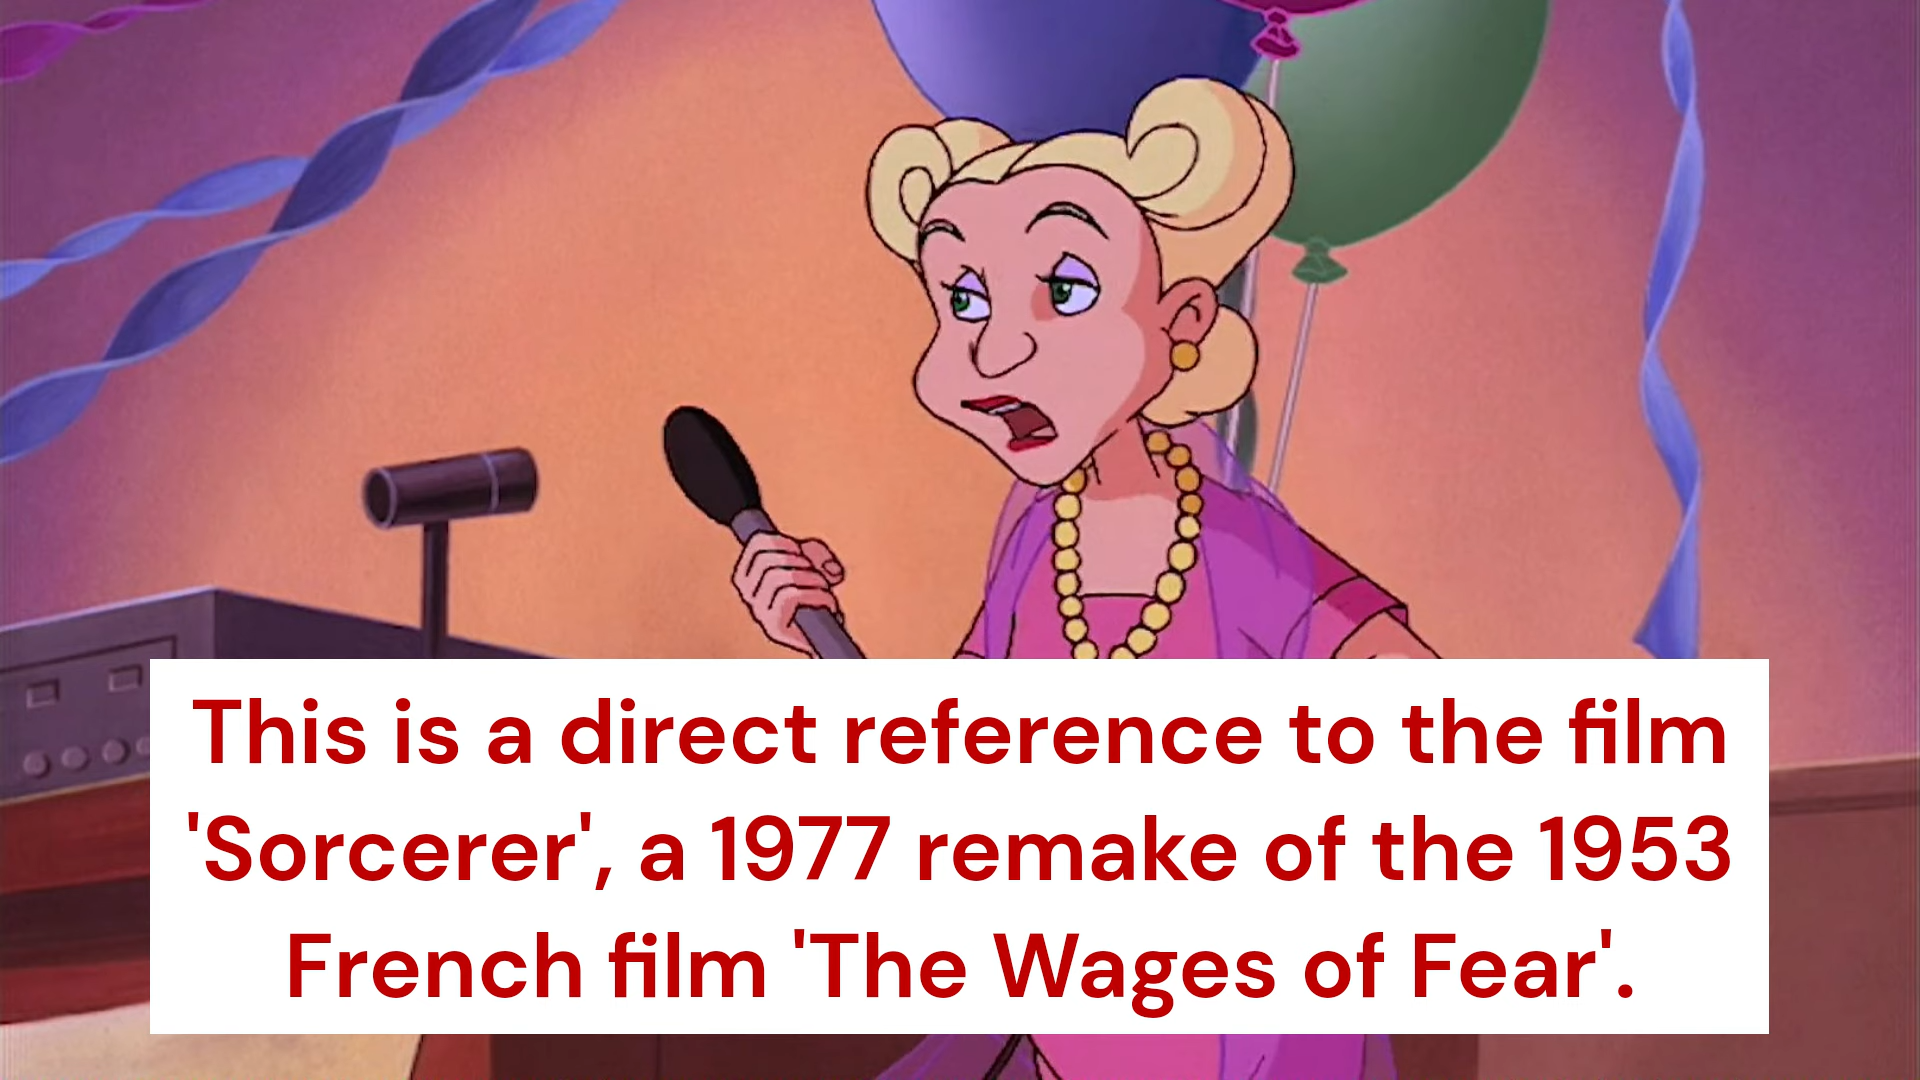 This is a direct reference to the film
'Sorcerer', a 1977 remake of the 1953
French film 'The Wages of Fear'.